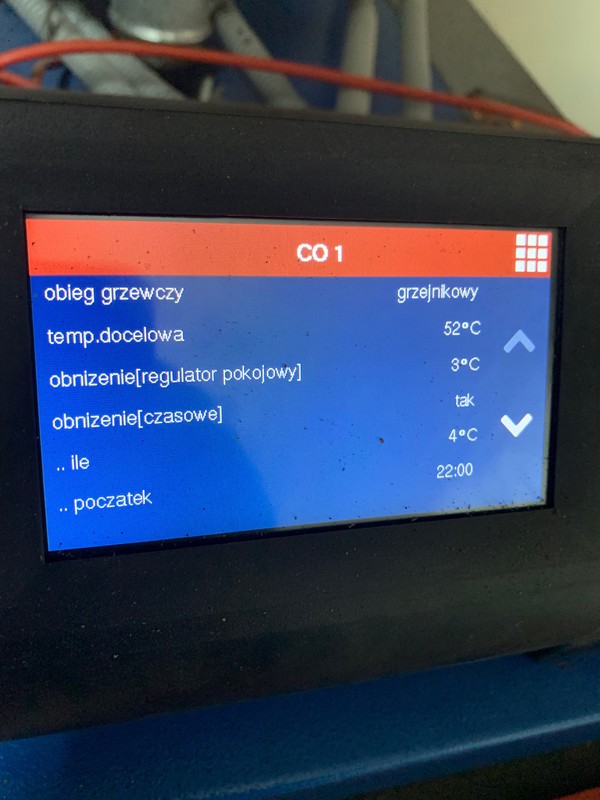 CO 1
obieg grzewczy grzejnikowy
temp.docelowa 52°C
obnizenie[regulator pokojowy] 3°C
obnizenie[czasowe] tak
.. ile 4°C
.. poczatek 22:00